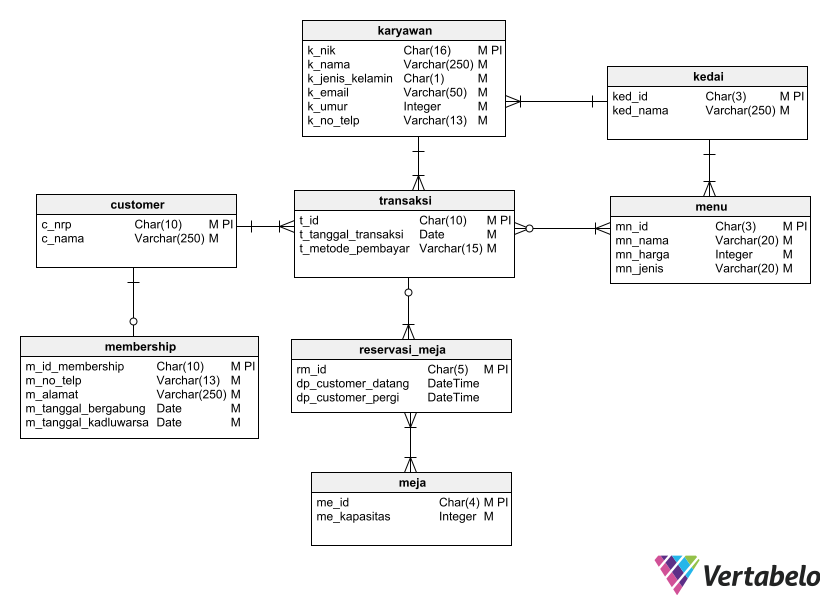 karyawan
k_nik Char(16) M PI
k_nama Varchar(250) M
k_jenis_kelamin Char(1) M
k_email Varchar(50) M
k_umur Integer M
k_no_telp Varchar(13) M
kedai
ked_id Char(3) M PI
ked_nama Varchar(250) M
customer
c_nrp Char(10) M PI
c_nama Varchar(250) M
transaksi
t_id Char(10) M PI
t_tanggal_transaksi Date M
t_metode_pembayar Varchar(15) M
menu
mn_id Char(3) M PI
mn_nama Varchar(20) M
mn_harga Integer M
mn_jenis Varchar(20) M
membership
m_id_membership Char(10) M PI
m_no_telp Varchar(13) M
m_alamat Varchar(250) M
m_tanggal_bergabung Date M
m_tanggal_kadluwarsa Date M
reservasi_meja
rm_id Char(5) M PI
dp_customer_datang DateTime
dp_customer_pergi DateTime
meja
me_id Char(4) M PI
me_kapasitas Integer M
Vertabelo